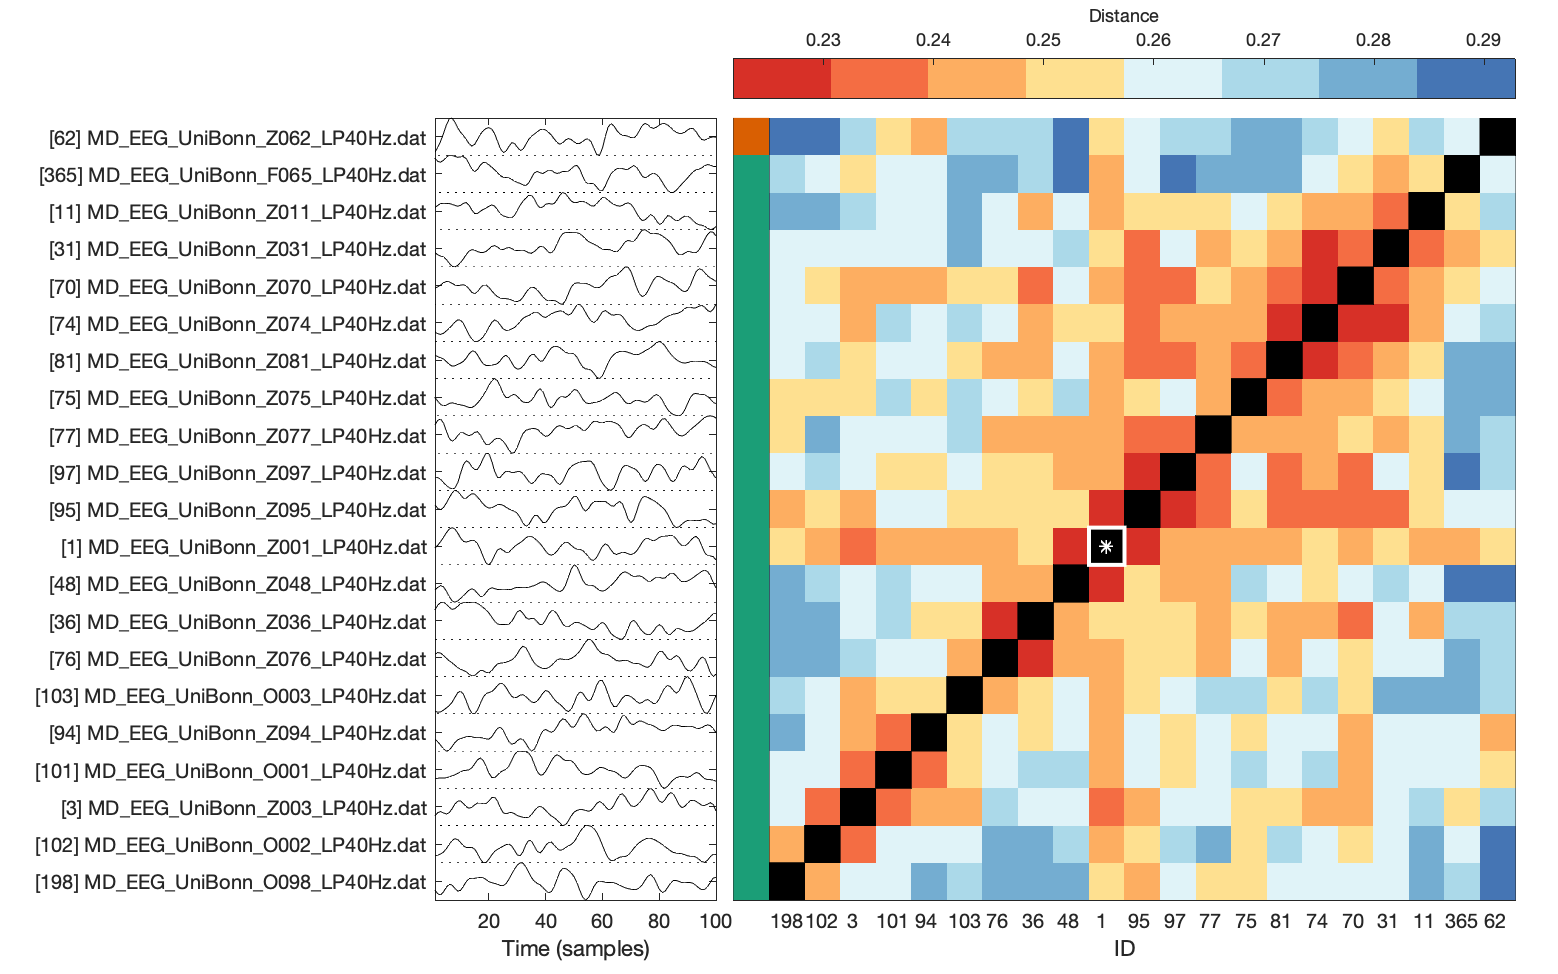 Distance
0.23 0.24 0.25 0.26 0.27 0.28 0.29
[62] MD_EEG_UniBonn_Z062_LP40Hz.dat
[365] MD_EEG_UniBonn_F065_LP40Hz.dat
[11] MD_EEG_UniBonn_Z011_LP40Hz.dat
[31] MD_EEG_UniBonn_Z031_LP40Hz.dat
[70] MD_EEG_UniBonn_Z070_LP40Hz.dat
[74] MD_EEG_UniBonn_Z074_LP40Hz.dat
[81] MD_EEG_UniBonn_Z081_LP40Hz.dat
[75] MD_EEG_UniBonn_Z075_LP40Hz.dat
[77] MD_EEG_UniBonn_Z077_LP40Hz.dat
[97] MD_EEG_UniBonn_Z097_LP40Hz.dat
[95] MD_EEG_UniBonn_Z095_LP40Hz.dat
[1] MD_EEG_UniBonn_Z001_LP40Hz.dat
[48] MD_EEG_UniBonn_Z048_LP40Hz.dat
[36] MD_EEG_UniBonn_Z036_LP40Hz.dat
[76] MD_EEG_UniBonn_Z076_LP40Hz.dat
[103] MD_EEG_UniBonn_O003_LP40Hz.dat
[94] MD_EEG_UniBonn_Z094_LP40Hz.dat
[101] MD_EEG_UniBonn_O001_LP40Hz.dat
[3] MD_EEG_UniBonn_Z003_LP40Hz.dat
[102] MD_EEG_UniBonn_O002_LP40Hz.dat
[198] MD_EEG_UniBonn_O098_LP40Hz.dat
20 40 60 80 100
Time (samples)
198 102 3 101 94 103 76 36 48 1 95 97 77 75 81 74 70 31 11 365 62
ID